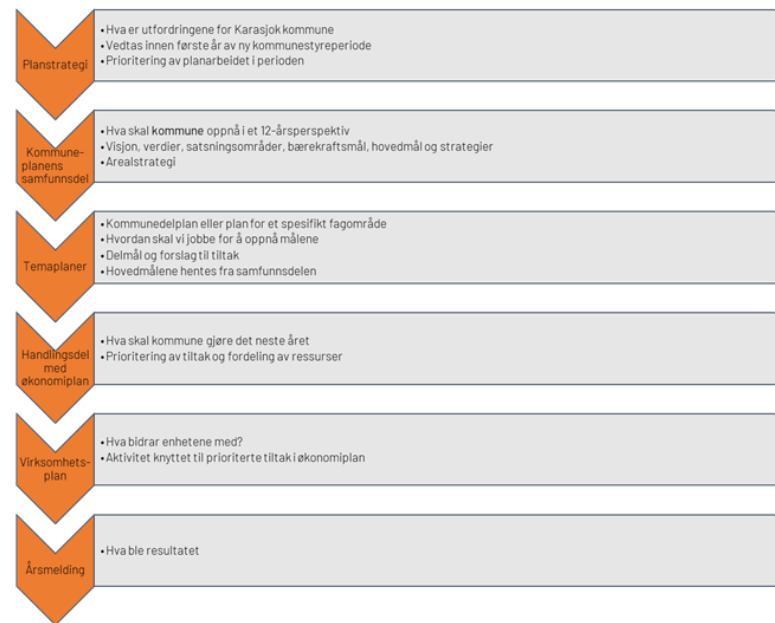 Planstrategi
• Hva er utfordringene for Karasjok kommune
• Vedtas innen første år av ny kommunestyreperiode
• Prioritering av planarbeidet i perioden
Kommune-
planens
samfunnsdel
• Hva skal kommune oppnå i et 12-årsperspektiv
• Visjon, verdier, satsningsområder, bærekraftsmål, hovedmål og strategier
• Arealstrategi
Temaplaner
• Kommunedelplan eller plan for et spesifikt fagområde
• Hvordan skal vi jobbe for å oppnå målene
• Delmål og forslag til tiltak
• Hovedmålene hentes fra samfunnsdelen
Handlingsdel
med
økonomiplan
• Hva skal kommune gjøre det neste året
• Prioritering av tiltak og fordeling av ressurser
Virksomhets-
plan
• Hva bidrar enhetene med?
• Aktivitet knyttet til prioriterte tiltak i økonomiplan
Årsmelding
• Hva ble resultatet